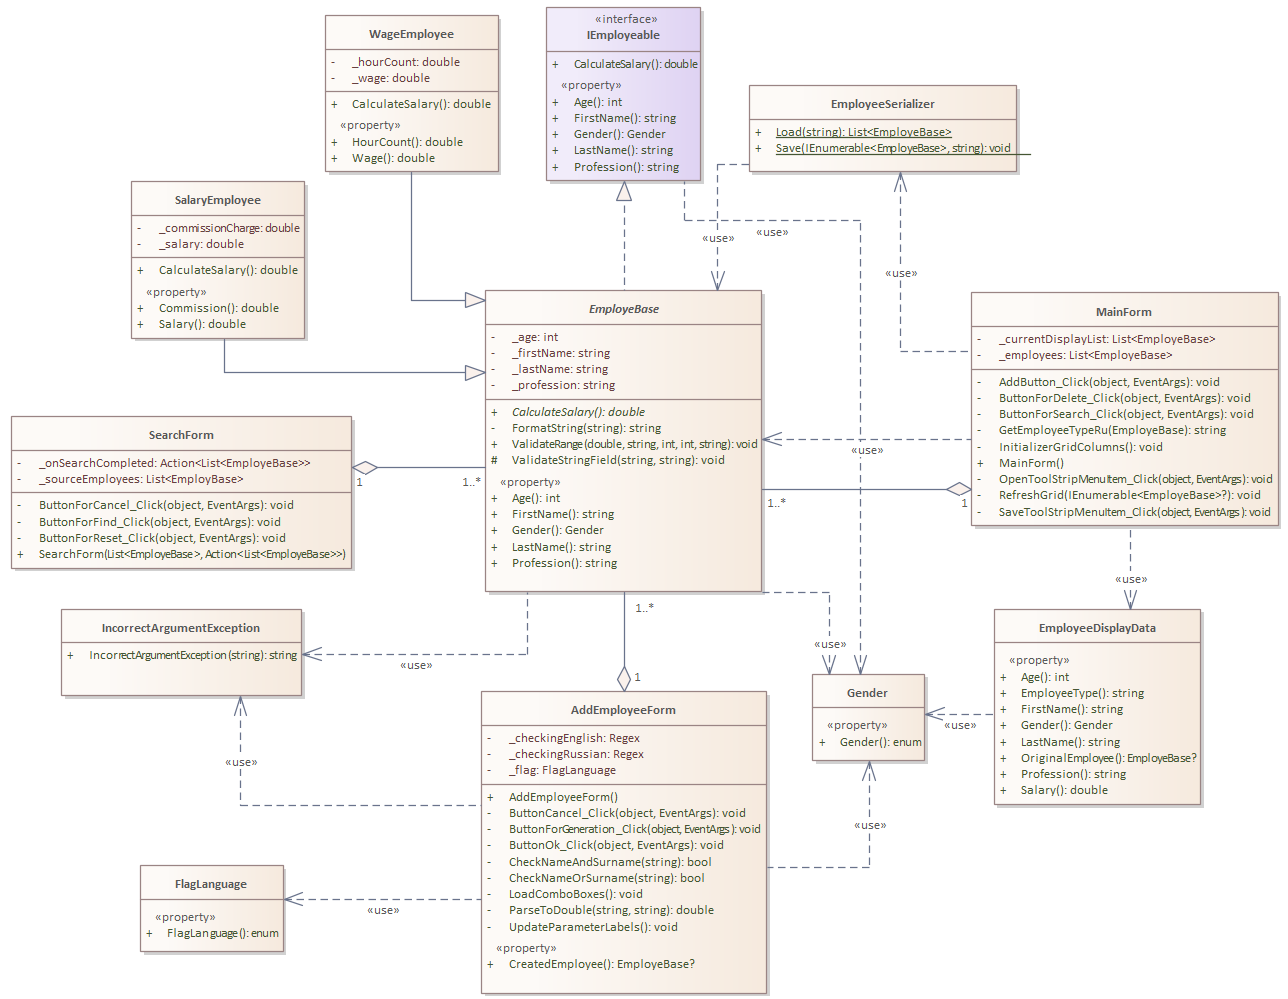 WageEmployee
- _hourCount: double
- _wage: double
+ CalculateSalary(): double
«property»
+ HourCount(): double
+ Wage(): double
«interface»
IEmployeable
+ CalculateSalary(): double
«property»
+ Age(): int
+ FirstName(): string
+ Gender(): Gender
+ LastName(): string
+ Profession(): string
EmployeeSerializer
+ Load(string): List<EmployeBase>
+ Save(IEnumerable<EmployeBase>, string): void
SalaryEmployee
- _commissionCharge: double
- _salary: double
+ CalculateSalary(): double
«property»
+ Commission(): double
+ Salary(): double
«use»
«use»
«use»
EmployeBase
- _age: int
- _firstName: string
- _lastName: string
- _profession: string
+ CalculateSalary(): double
- FormatString(string): string
+ ValidateRange(double, string, int, int, string): void
# ValidateStringField(string, string): void
«property»
+ Age(): int
+ FirstName(): string
+ Gender(): Gender
+ LastName(): string
+ Profession(): string
MainForm
- _currentDisplayList: List<EmployeBase>
- _employees: List<EmployeBase>
- AddButton_Click(object, EventArgs): void
- ButtonForDelete_Click(object, EventArgs): void
- ButtonForSearch_Click(object, EventArgs): void
- GetEmployeeTypeRu(EmployeBase): string
- InitializerGridColumns(): void
+ MainForm()
- OpenToolStripMenuItem_Click(object, EventArgs): void
- RefreshGrid(IEnumerable<EmployeBase>?): void
- SaveToolStripMenuItem_Click(object, EventArgs): void
SearchForm
- _onSearchCompleted: Action<List<EmployeBase>>
- _sourceEmployees: List<EmployBase>
- ButtonForCancel_Click(object, EventArgs): void
- ButtonForFind_Click(object, EventArgs): void
- ButtonForReset_Click(object, EventArgs): void
+ SearchForm(List<EmployeBase>, Action<List<EmployeBase>>)
1
1..*
«use»
1..*
1
«use»
IncorrectArgumentException
+ IncorrectArgumentException(string): string
«use»
1..*
1
«use»
Gender
«property»
+ Gender(): enum
«use»
EmployeeDisplayData
«property»
+ Age(): int
+ EmployeeType(): string
+ FirstName(): string
+ Gender(): Gender
+ LastName(): string
+ OriginalEmployee(): EmployeBase?
+ Profession(): string
+ Salary(): double
AddEmployeeForm
- _checkingEnglish: Regex
- _checkingRussian: Regex
- _flag: FlagLanguage
+ AddEmployeeForm()
- ButtonCancel_Click(object, EventArgs): void
- ButtonForGeneration_Click(object, EventArgs): void
- ButtonOk_Click(object, EventArgs): void
- CheckNameAndSurname(string): bool
- CheckNameOrSurname(string): bool
- LoadComboBoxes(): void
- ParseToDouble(string, string): double
- UpdateParameterLabels(): void
«property»
+ CreatedEmployee(): EmployeBase?
«use»
«use»
FlagLanguage
«property»
+ FlagLanguage(): enum
«use»